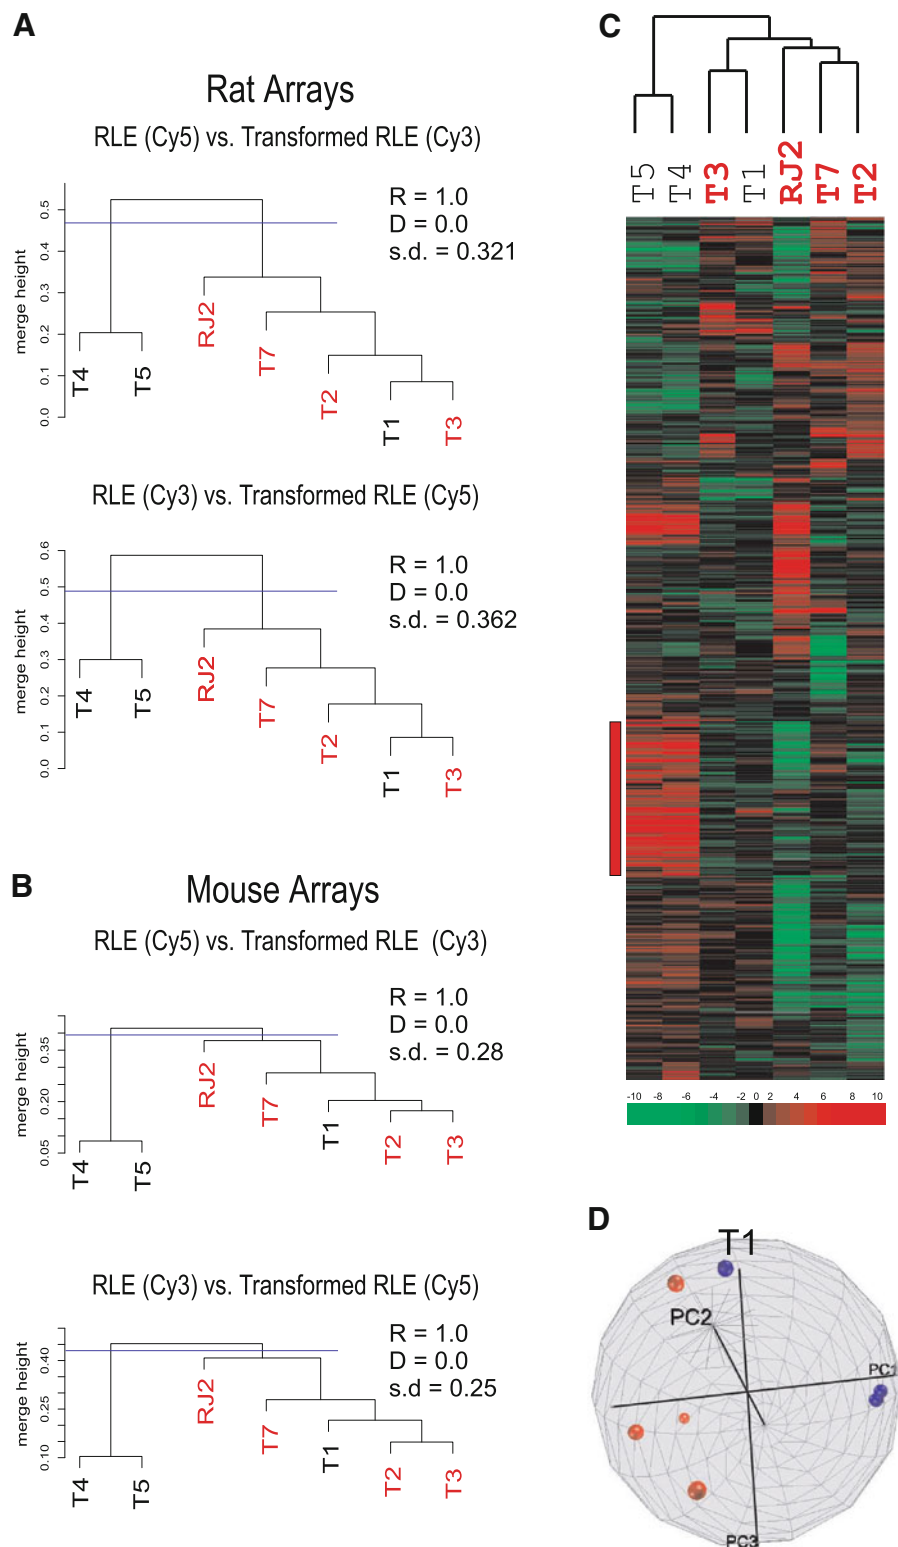 A
Rat Arrays
RLE (Cy5) vs. Transformed RLE (Cy3)
R = 1.0
D = 0.0
s.d. = 0.321
merge height
0.5
0.4
0.3
0.2
0.1
0.0
T4
T5
RJ2
T7
T2
T1
T3
RLE (Cy3) vs. Transformed RLE (Cy5)
R = 1.0
D = 0.0
s.d. = 0.362
merge height
0.6
0.5
0.4
0.3
0.2
0.1
0.0
T4
T5
RJ2
T7
T2
T1
T3
B
Mouse Arrays
RLE (Cy5) vs. Transformed RLE (Cy3)
R = 1.0
D = 0.0
s.d. = 0.28
merge height
0.35
0.20
0.05
T4
T5
RJ2
T7
T1
T2
T3
RLE (Cy3) vs. Transformed RLE (Cy5)
R = 1.0
D = 0.0
s.d = 0.25
merge height
0.40
0.25
0.10
T4
T5
RJ2
T7
T1
T2
T3
C
T5 T4 T3 T1 RJ2 T7 T2
-10 -8 -6 -4 -2 0 2 4 6 8 10
D
T1
PC2
PC1
PC3